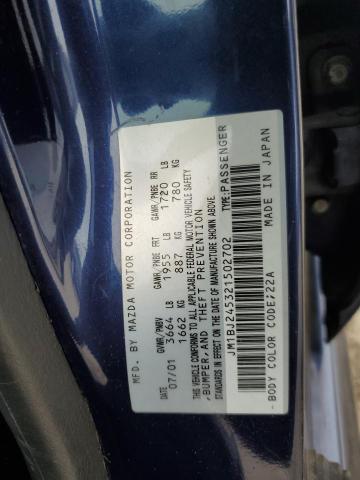 MFD. BY MAZDA MOTOR CORPORATION
GVWR/PNBV GAWR/PNBE FRT GAWR/PNBE RR
07/01 3664 LB 1955 LB 1720 LB
1662 KG 887 KG 780 KG
THIS VEHICLE CONFORMS TO ALL APPLICABLE FEDERAL MOTOR VEHICLE SAFETY
, BUMPER, AND THEFT PREVENTION
STANDARDS IN EFFECT ON THE DATE OF MANUFACTURE SHOWN ABOVE.
JM1BJ245321502702 TYPE:PASSENGER
BODY COLOR CODE;22A MADE IN JAPAN